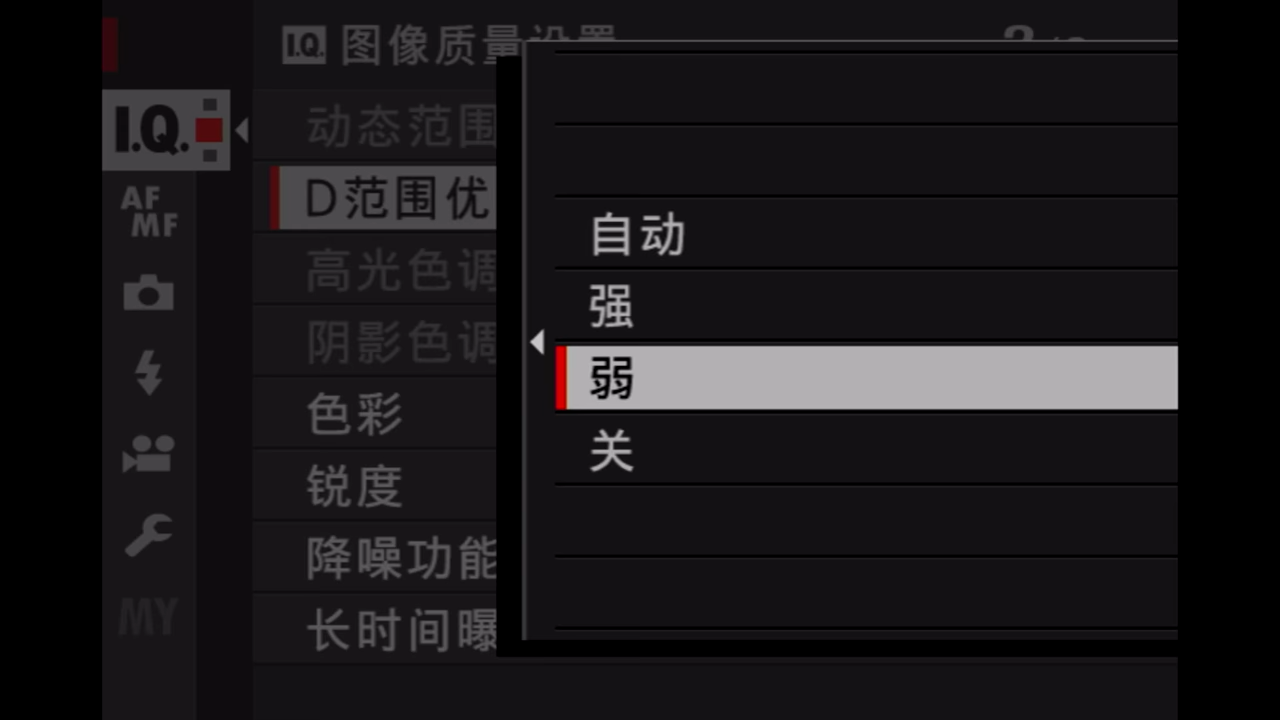 I.Q. 图像质量设置
I.Q.
动态范围
D范围优
AF
MF
高光色调
阴影色调
色彩
锐度
降噪功能
长时间曝
MY
自动
强
弱
关